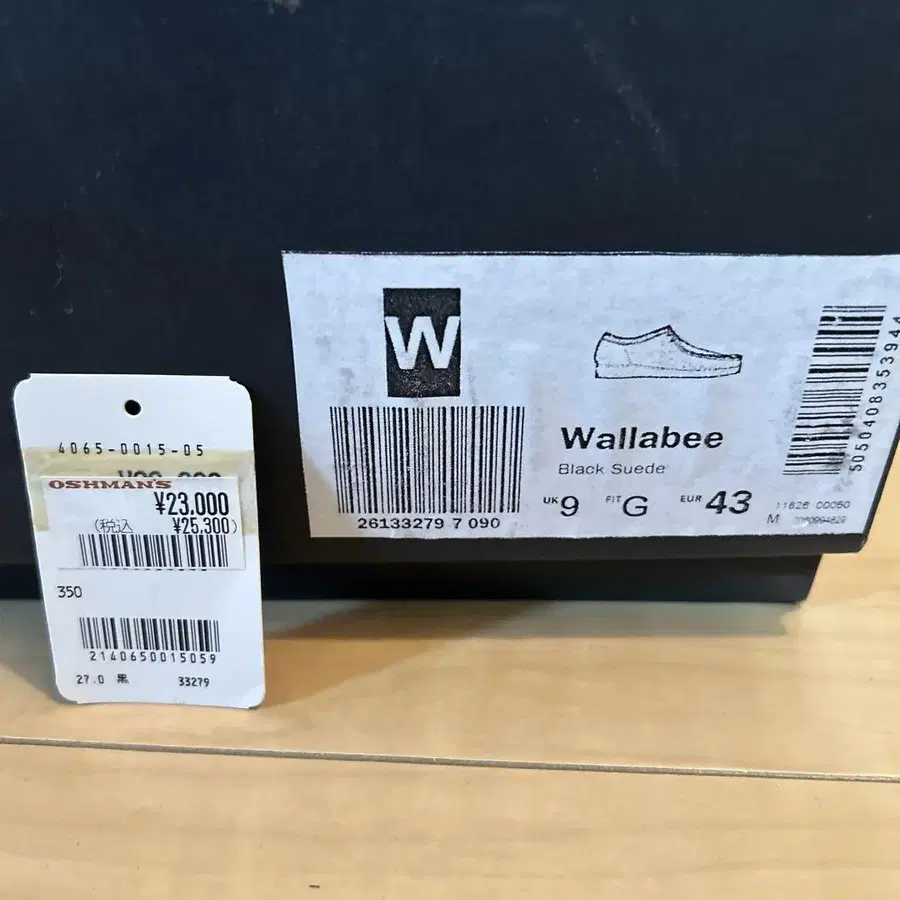 4065-0015-05
OSHMAN'S
¥23,000
(税込 ¥25,300)
350
2140650015059
27.0 黒 33279
W
26133279 7 090
Wallabee
Black Suede
UK 9 FIT G EUR 43
11626 00050
M
5050408353944